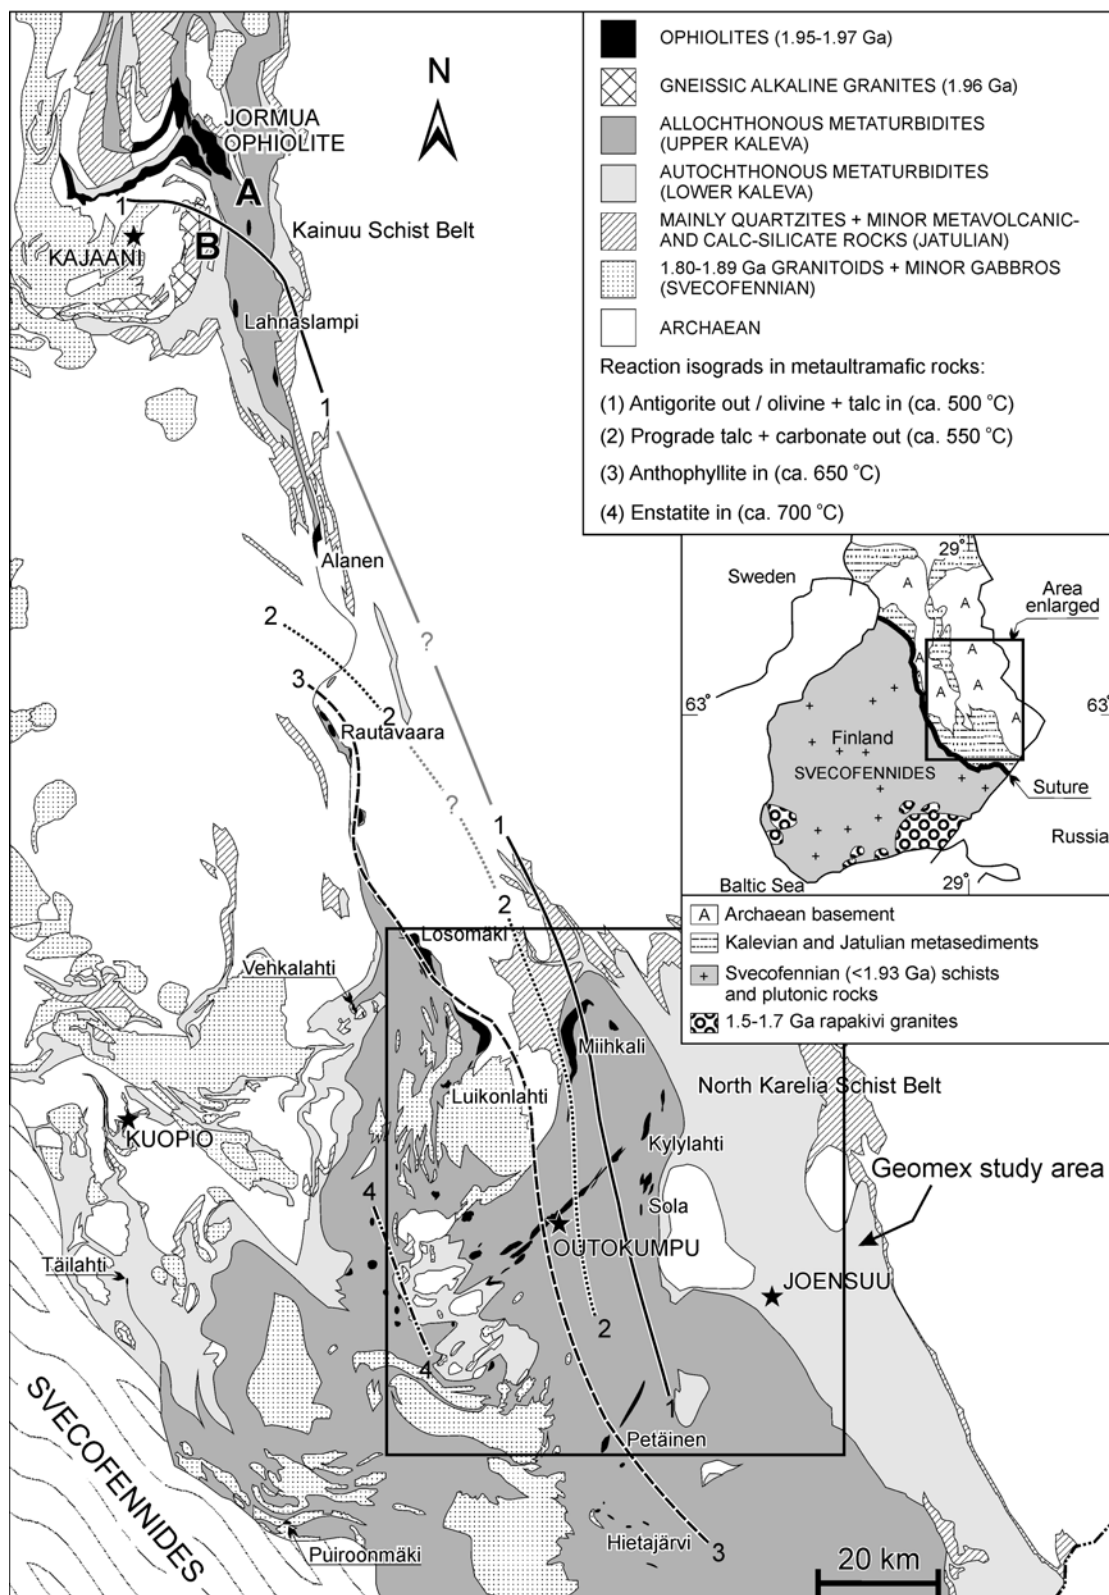 OPHIOLITES (1.95-1.97 Ga)
GNEISSIC ALKALINE GRANITES (1.96 Ga)
ALLOCHTHONOUS METATURBIDITES
(UPPER KALEVA)
AUTOCHTHONOUS METATURBIDITES
(LOWER KALEVA)
MAINLY QUARTZITES + MINOR METAVOLCANIC-
AND CALC-SILICATE ROCKS (JATULIAN)
1.80-1.89 Ga GRANITOIDS + MINOR GABBROS
(SVECOFENNIAN)
ARCHAEAN
Reaction isograds in metaultramafic rocks:
(1) Antigorite out / olivine + talc in (ca. 500 °C)
(2) Prograde talc + carbonate out (ca. 550 °C)
(3) Anthophyllite in (ca. 650 °C)
(4) Enstatite in (ca. 700 °C)
N
JORMUA
OPHIOLITE
A
1
Kainuu Schist Belt
B
KAJAANI
Lahnaslampi
1
Alanen
2
?
3
2
Rautavaara
?
1
2
Losomäki
Vehkalahti
Miihkali
Luikonlahti
North Karelia Schist Belt
KUOPIO
Kylylahti
Geomex study area
4
Sola
OUTOKUMPU
Täilahti
JOENSUU
2
4
1
SVECOFENNIDES
Petäinen
Hietajärvi
3
Puiroonmäki
20 km
29°
Sweden
A
A
Area
enlarged
A
A
A
A
A
63°
63°
Finland
SVECOFENNIDES
Suture
Russia
Baltic Sea
29°
A Archaean basement
Kalevian and Jatulian metasediments
+ Svecofennian (<1.93 Ga) schists
and plutonic rocks
1.5-1.7 Ga rapakivi granites